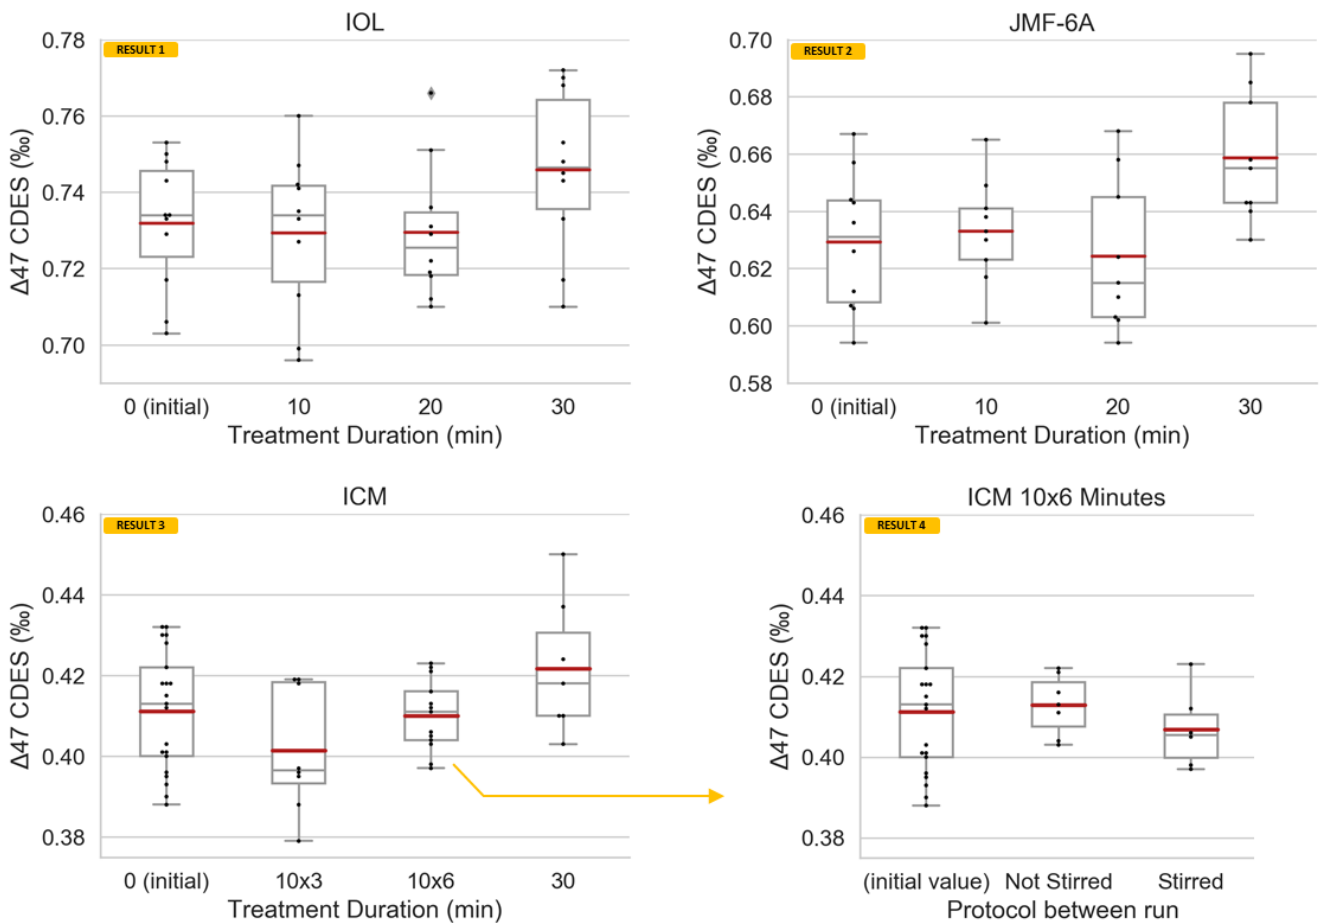 IOL
RESULT 1
0.78
0.76
0.74
0.72
0.70
Δ47 CDES (‰)
0 (initial) 10 20 30
Treatment Duration (min)
JMF-6A
RESULT 2
0.70
0.68
0.66
0.64
0.62
0.60
0.58
Δ47 CDES (‰)
0 (initial) 10 20 30
Treatment Duration (min)
ICM
RESULT 3
0.46
0.44
0.42
0.40
0.38
Δ47 CDES (‰)
0 (initial) 10x3 10x6 30
Treatment Duration (min)
ICM 10x6 Minutes
RESULT 4
0.46
0.44
0.42
0.40
0.38
Δ47 CDES (‰)
(initial value) Not Stirred Stirred
Protocol between run